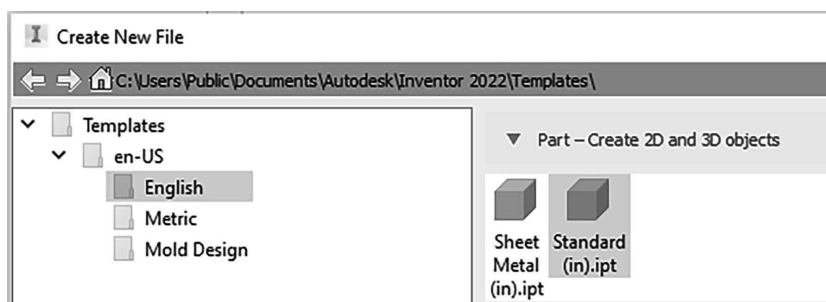 Create New File
C:\Users\Public\Documents\Autodesk\Inventor 2022\Templates\
Templates
en-US
English
Metric
Mold Design
Part – Create 2D and 3D objects
Sheet
Metal
(in).ipt
Standard
(in).ipt